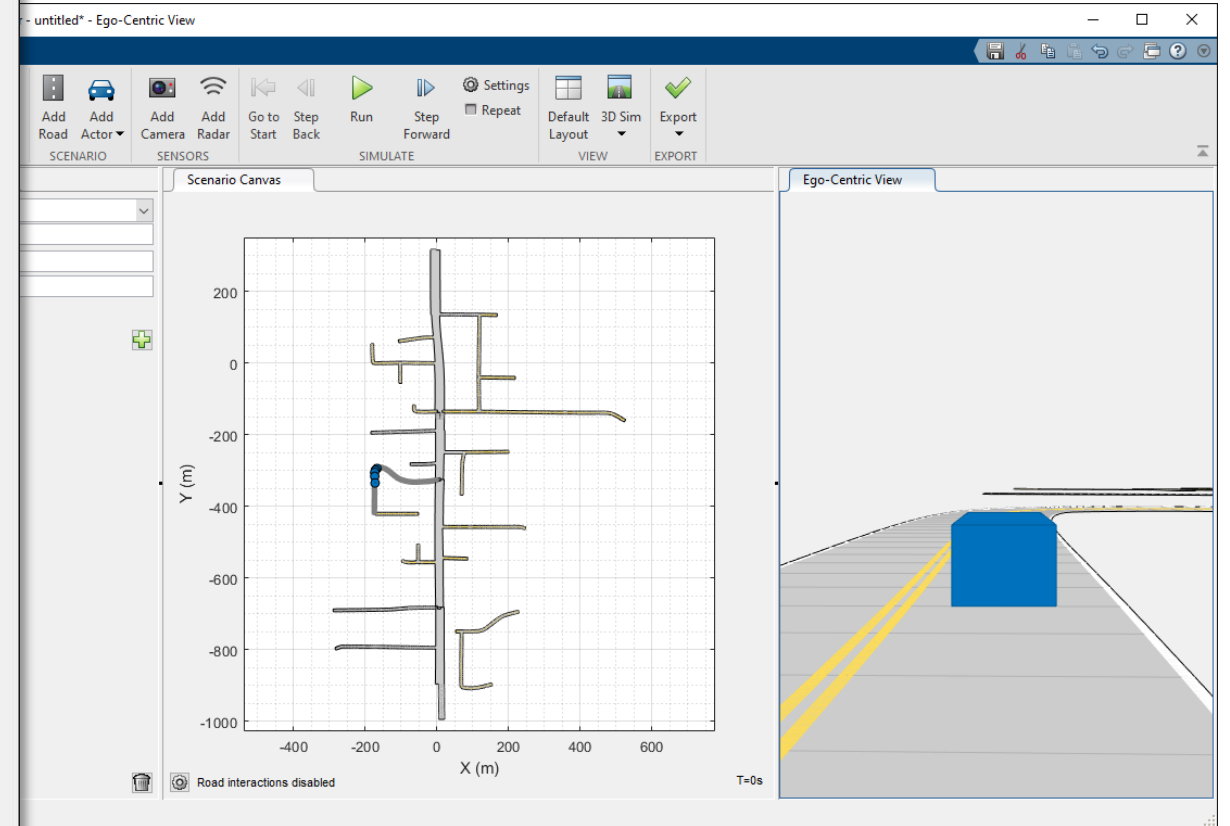 - untitled* - Ego-Centric View
Settings
Repeat
Add Road
Add Actor
Add Camera
Add Radar
Go to Start
Step Back
Run
Step Forward
Default Layout
3D Sim
Export
SCENARIO
SENSORS
SIMULATE
VIEW
EXPORT
Scenario Canvas
Ego-Centric View
200
0
-200
-400
-600
-800
-1000
Y (m)
-400 -200 0 200 400 600
X (m)
Road interactions disabled
T=0s